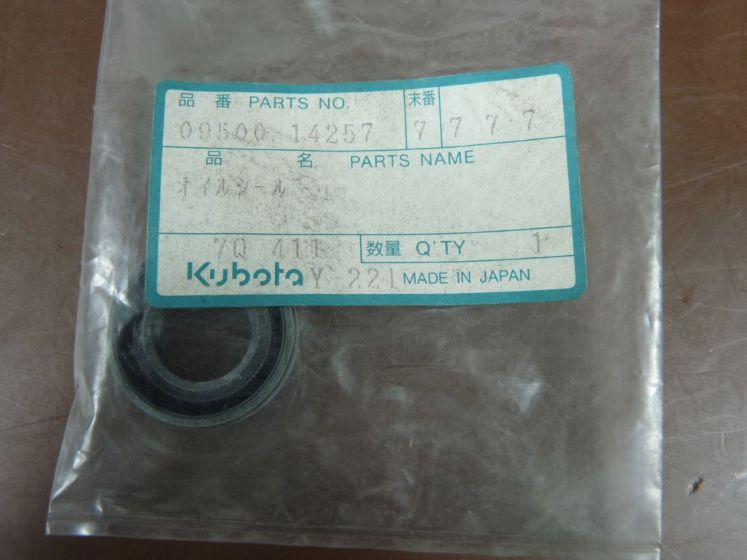 品番 PARTS NO. 末番
09500 14257 7 7 7 7
品名 PARTS NAME
オイルシール
7Q 411 数量 Q'TY 1
Kubota Y-221 MADE IN JAPAN